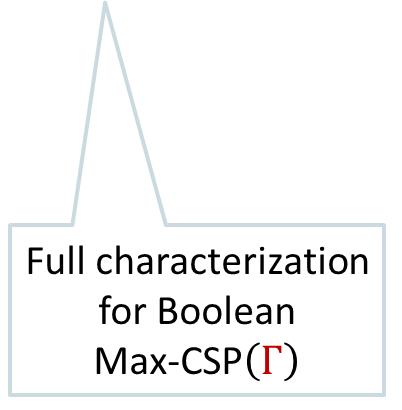 Full characterization
for Boolean
Max-CSP(Γ)